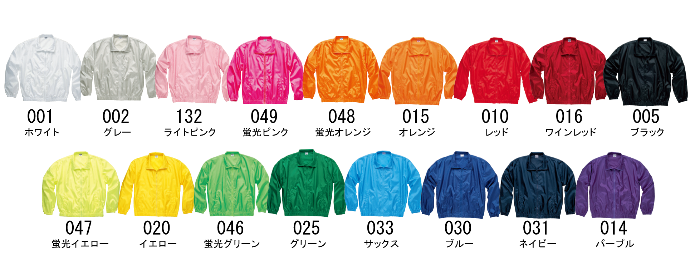 001 002 132 049 048 015 010 016 005
ホワイト グレー ライトピンク 蛍光ピンク 蛍光オレンジ オレンジ レッド ワインレッド ブラック
047 020 046 025 033 030 031 014
蛍光イエロー イエロー 蛍光グリーン グリーン サックス ブルー ネイビー パープル